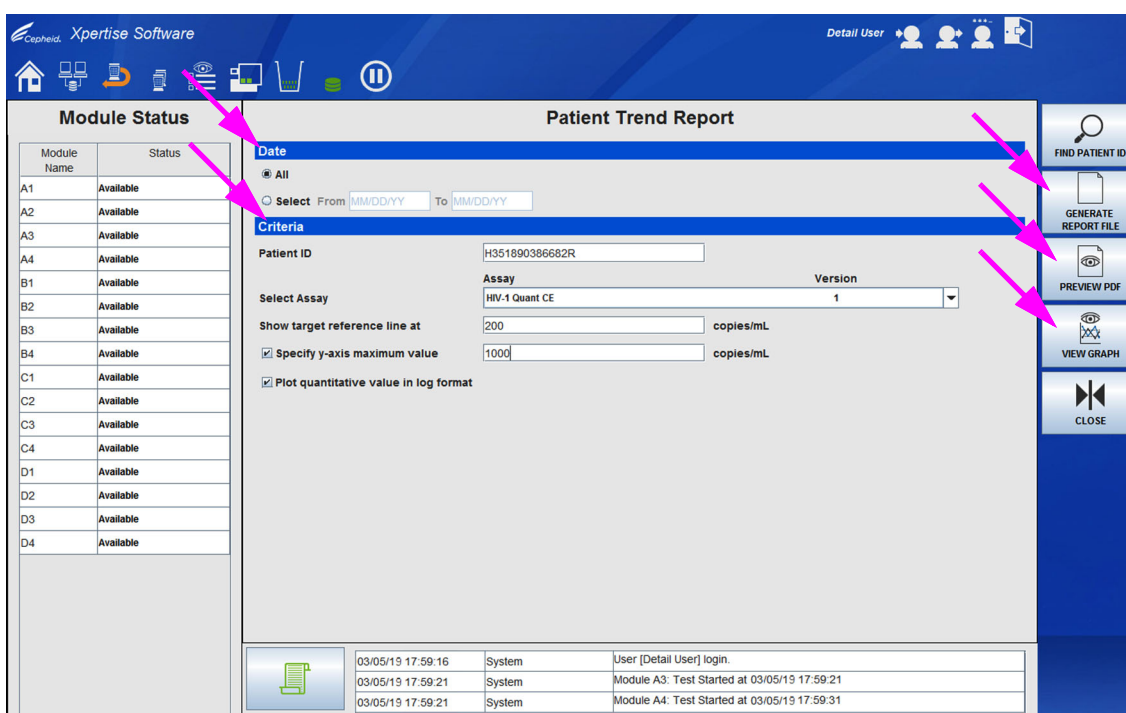 Cepheid. Xpertise Software
Detail User
Module Status
Module Name Status
A1 Available
A2 Available
A3 Available
A4 Available
B1 Available
B2 Available
B3 Available
B4 Available
C1 Available
C2 Available
C3 Available
C4 Available
D1 Available
D2 Available
D3 Available
D4 Available
Patient Trend Report
Date
All
Select From MM/DD/YY To MM/DD/YY
Criteria
Patient ID H351890386682R
Assay Version
Select Assay HIV-1 Quant CE 1
Show target reference line at 200 copies/mL
Specify y-axis maximum value 1000 copies/mL
Plot quantitative value in log format
03/05/19 17:59:16 System User [Detail User] login.
03/05/19 17:59:21 System Module A3: Test Started at 03/05/19 17:59:21
03/05/19 17:59:21 System Module A4: Test Started at 03/05/19 17:59:31
FIND PATIENT ID
GENERATE
REPORT FILE
PREVIEW PDF
VIEW GRAPH
CLOSE